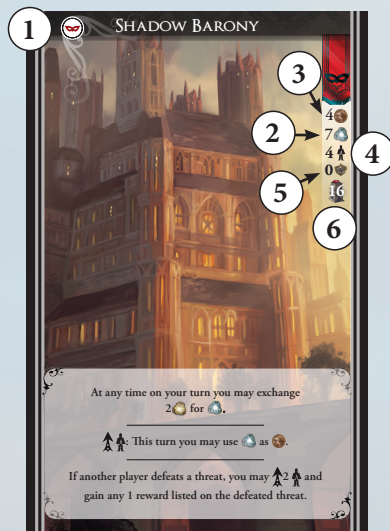 1
SHADOW BARONY
3
4
2
7
4
4
0
5
16
6
At any time on your turn you may exchange
2 for .
: This turn you may use as .
If another player defeats a threat, you may 2 and
gain any 1 reward listed on the defeated threat.